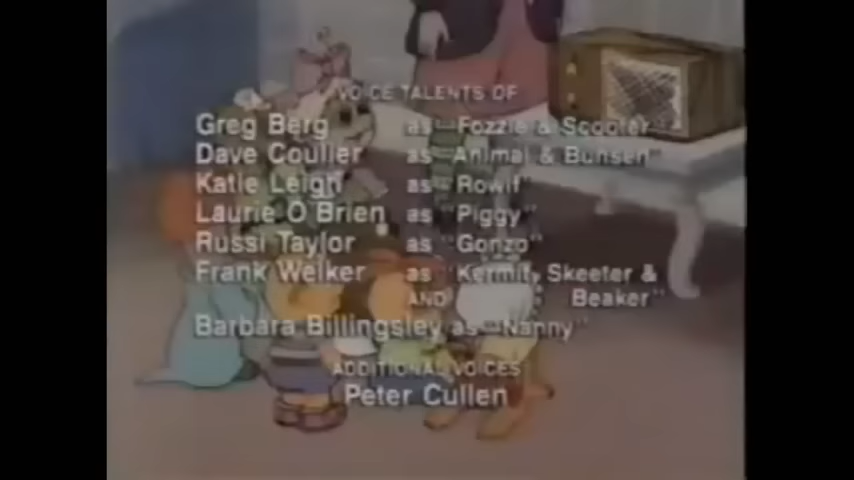 VOICE TALENTS OF
Greg Berg as "Fozzie & Scooter"
Dave Coulier as "Animal & Bunsen"
Katie Leigh as "Rowlf"
Laurie O'Brien as "Piggy"
Russi Taylor as "Gonzo"
Frank Welker as "Kermit, Skeeter &
AND Beaker"
Barbara Billingsley as "Nanny"
ADDITIONAL VOICES
Peter Cullen